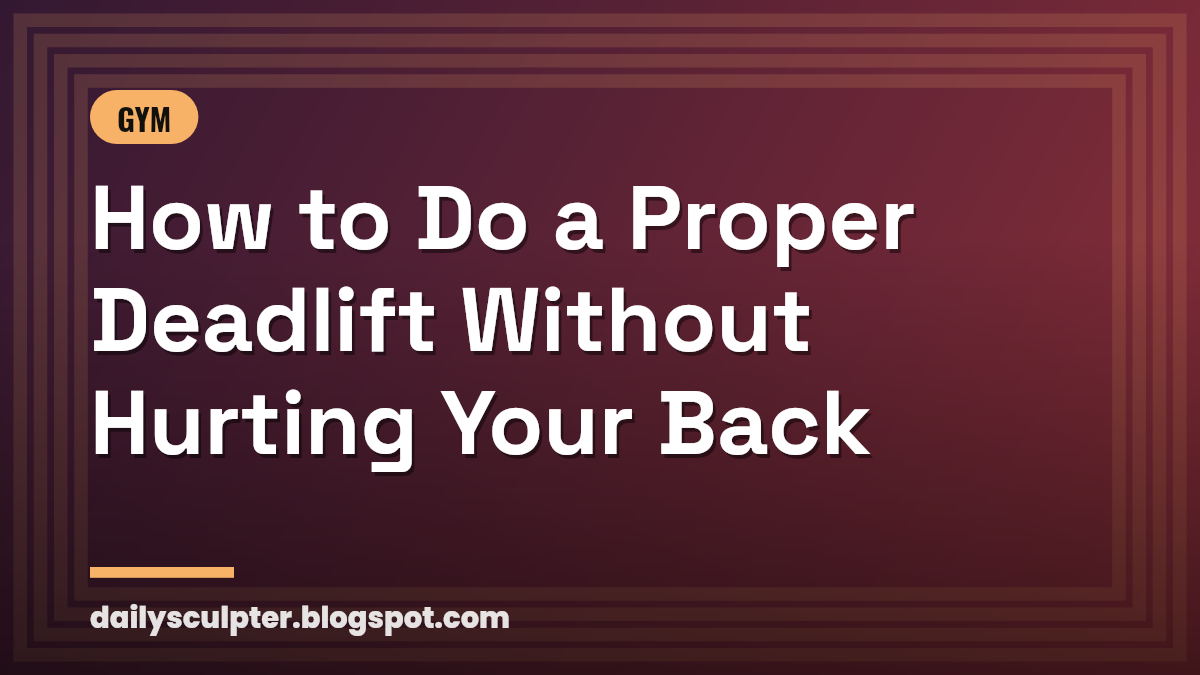 GYM
How to Do a Proper
Deadlift Without
Hurting Your Back
dailysculpter.blogspot.com